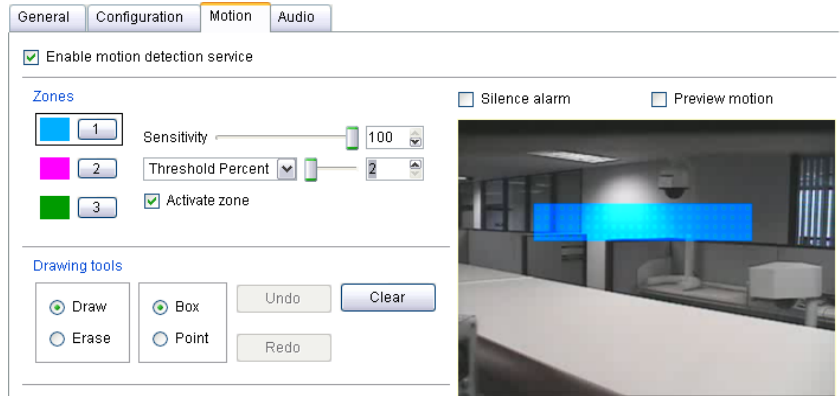 General Configuration Motion Audio
Enable motion detection service
Zones
Silence alarm Preview motion
1
Sensitivity 100
2
Threshold Percent 2
3
Activate zone
Drawing tools
Draw Box Undo Clear
Erase Point Redo